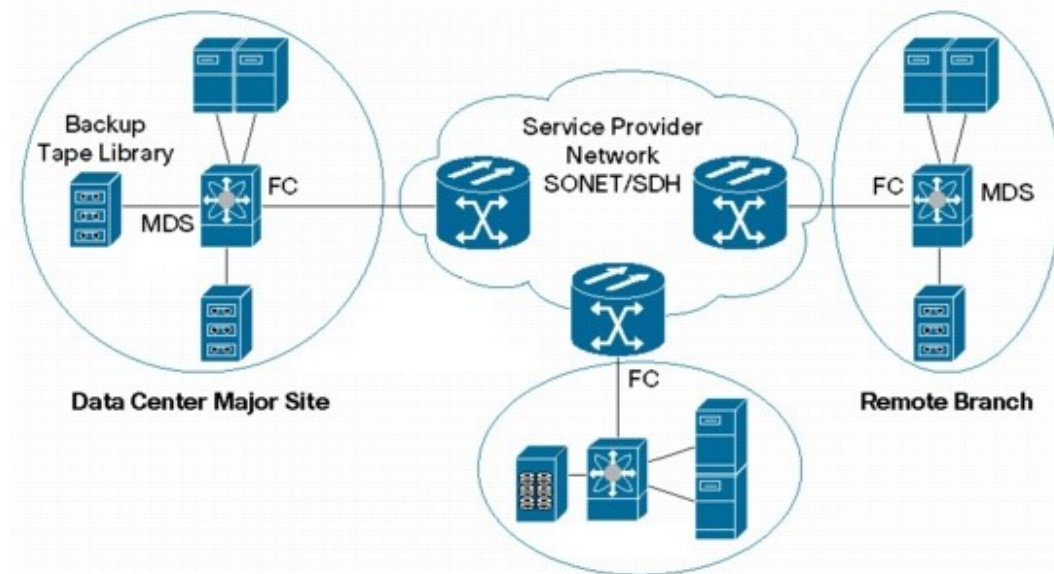 Backup
Tape Library
MDS
FC
Data Center Major Site
Service Provider
Network
SONET/SDH
FC
MDS
Remote Branch
FC